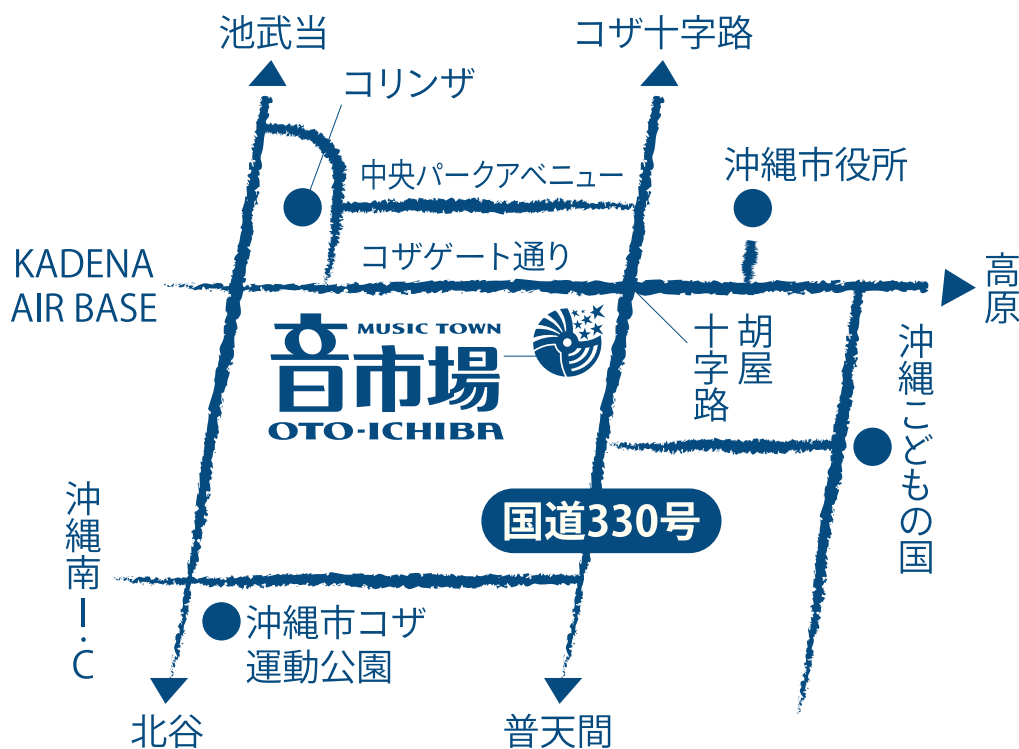 池武当
コザ十字路
コリンザ
中央パークアベニュー
沖縄市役所
コザゲート通り
KADENA
AIR BASE
高原
MUSIC TOWN
音市場
OTO-ICHIBA
胡屋
十字路
沖縄こどもの国
国道330号
沖縄南I.C
沖縄市コザ
運動公園
北谷
普天間